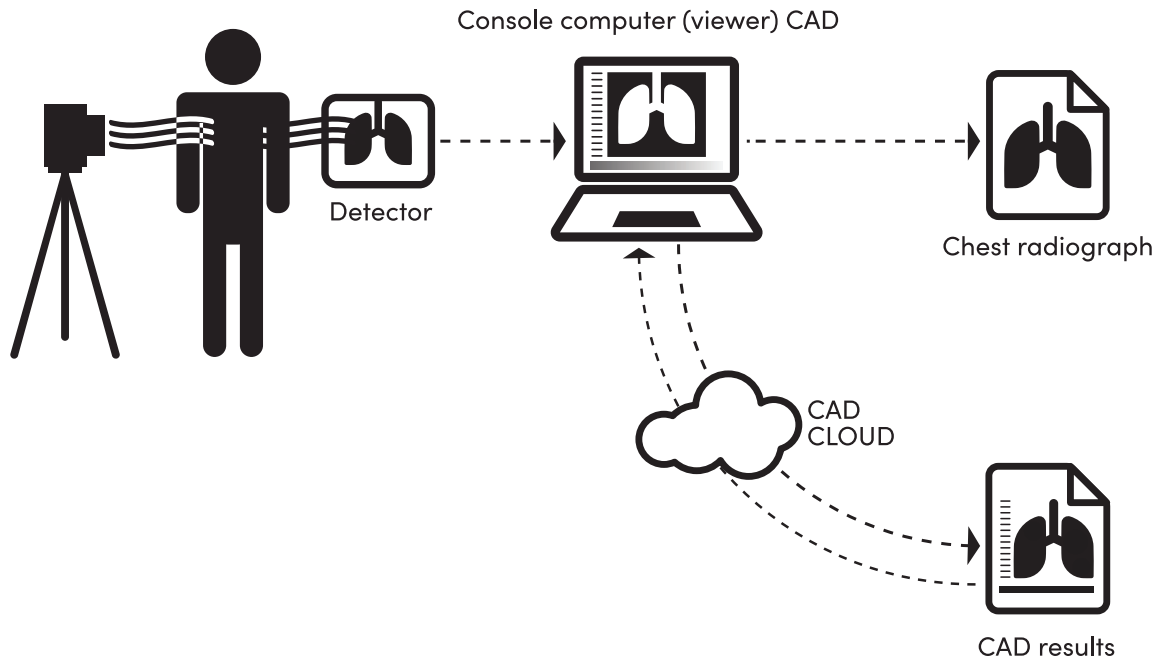 Console computer (viewer) CAD
Detector
Chest radiograph
CAD
CLOUD
CAD results